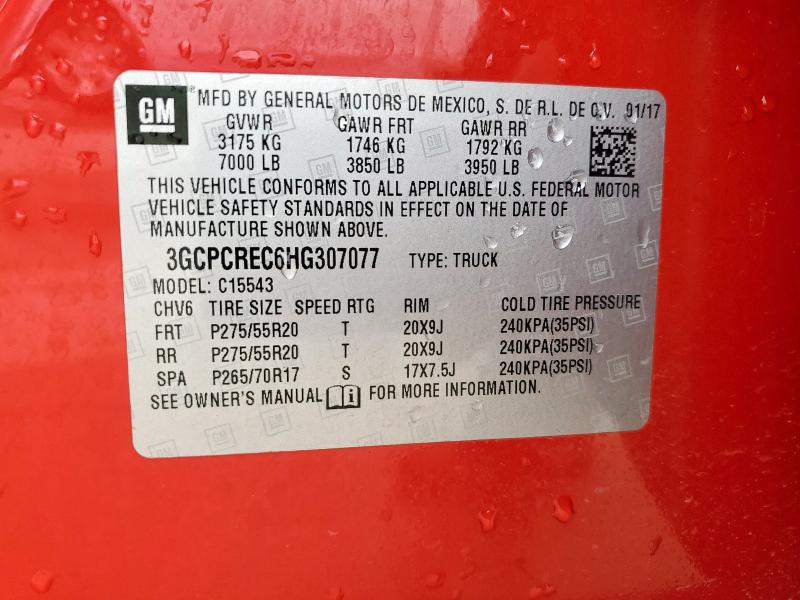 GM
MFD BY GENERAL MOTORS DE MEXICO, S. DE R.L. DE C.V. 01/17
GVWR GAWR FRT GAWR RR
3175 KG 1746 KG 1792 KG
7000 LB 3850 LB 3950 LB
THIS VEHICLE CONFORMS TO ALL APPLICABLE U.S. FEDERAL MOTOR
VEHICLE SAFETY STANDARDS IN EFFECT ON THE DATE OF
MANUFACTURE SHOWN ABOVE.
3GCPCREC6HG307077 TYPE: TRUCK
MODEL: C15543
CHV6 TIRE SIZE SPEED RTG RIM COLD TIRE PRESSURE
FRT P275/55R20 T 20X9J 240KPA(35PSI)
RR P275/55R20 T 20X9J 240KPA(35PSI)
SPA P265/70R17 S 17X7.5J 240KPA(35PSI)
SEE OWNER'S MANUAL FOR MORE INFORMATION.